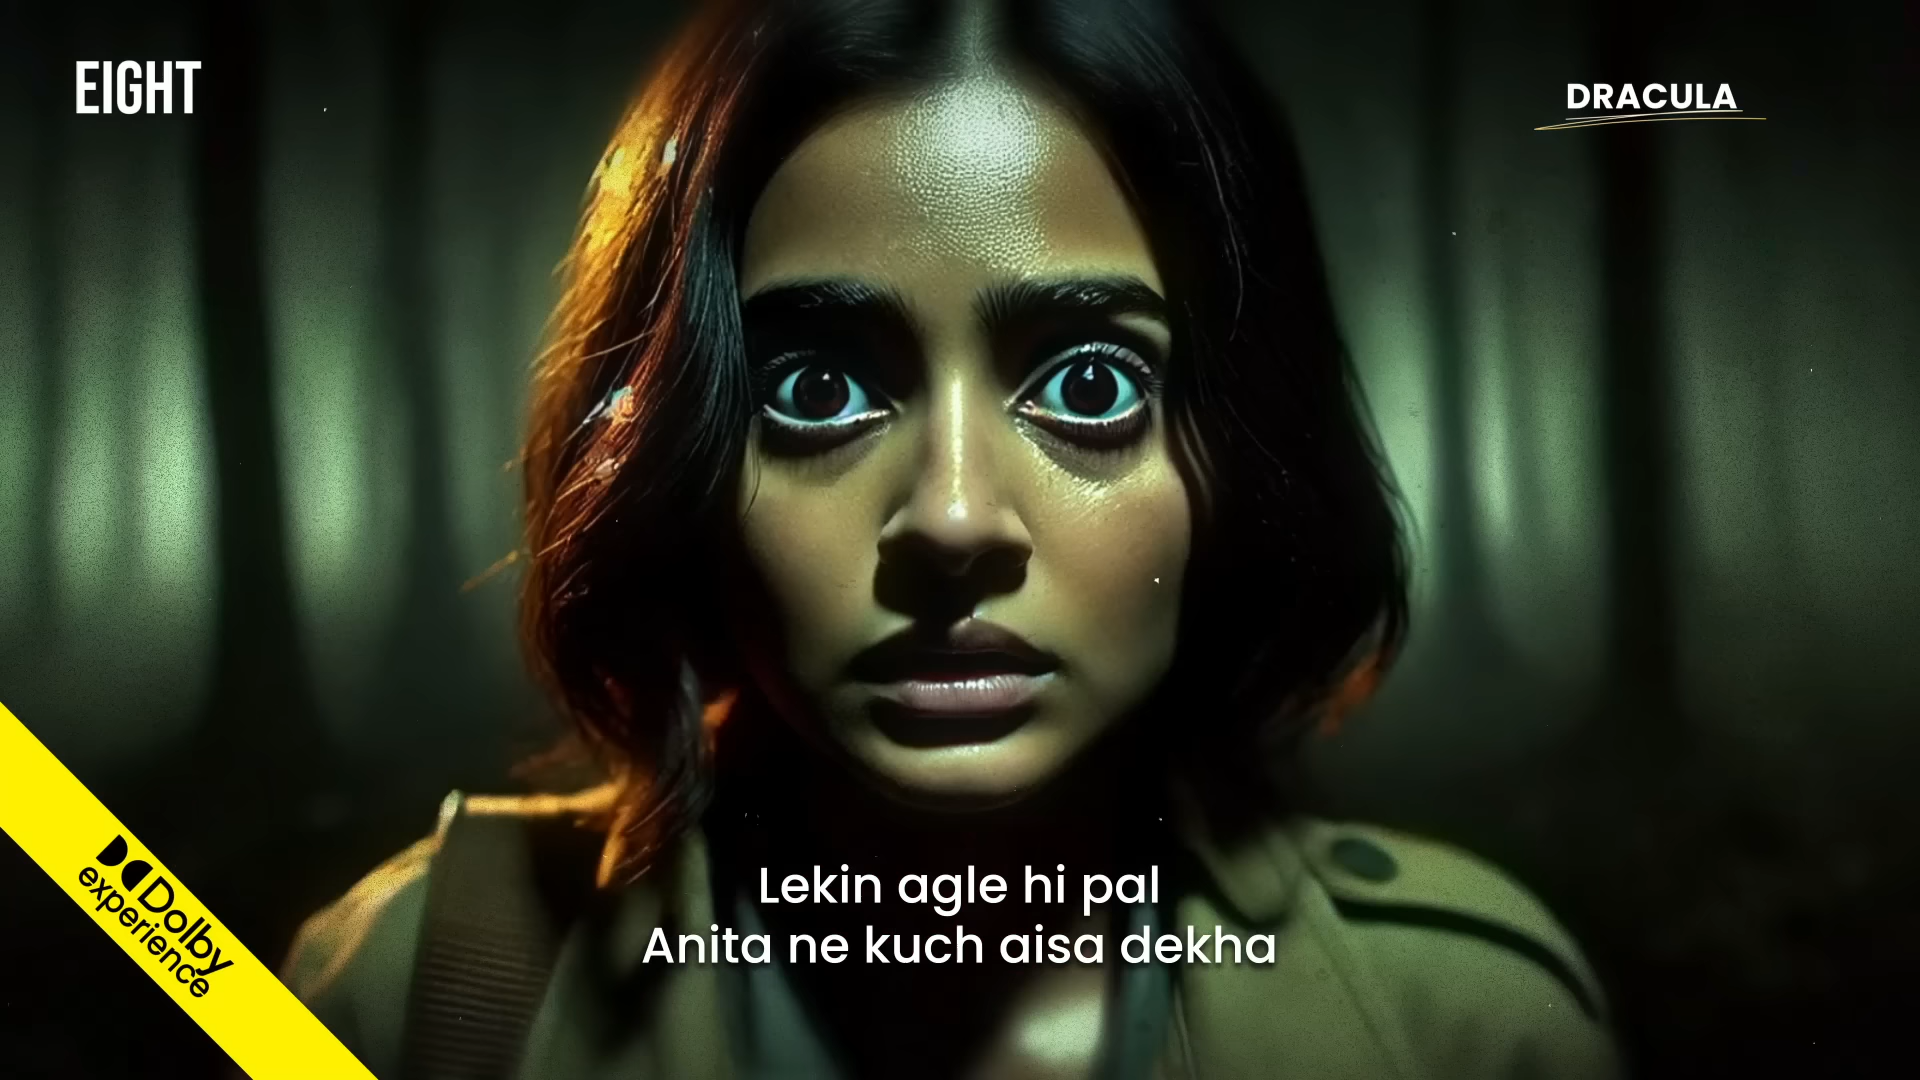 EIGHT
DRACULA
Lekin agle hi pal
Anita ne kuch aisa dekha
Dolby
experience